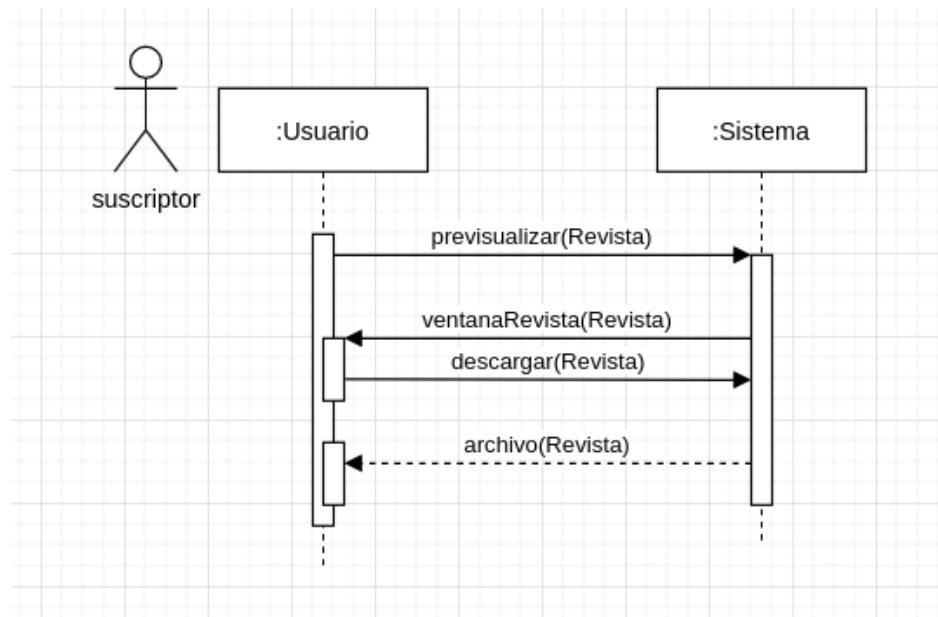 :Usuario
:Sistema
suscriptor
previsualizar(Revista)
ventanaRevista(Revista)
descargar(Revista)
archivo(Revista)